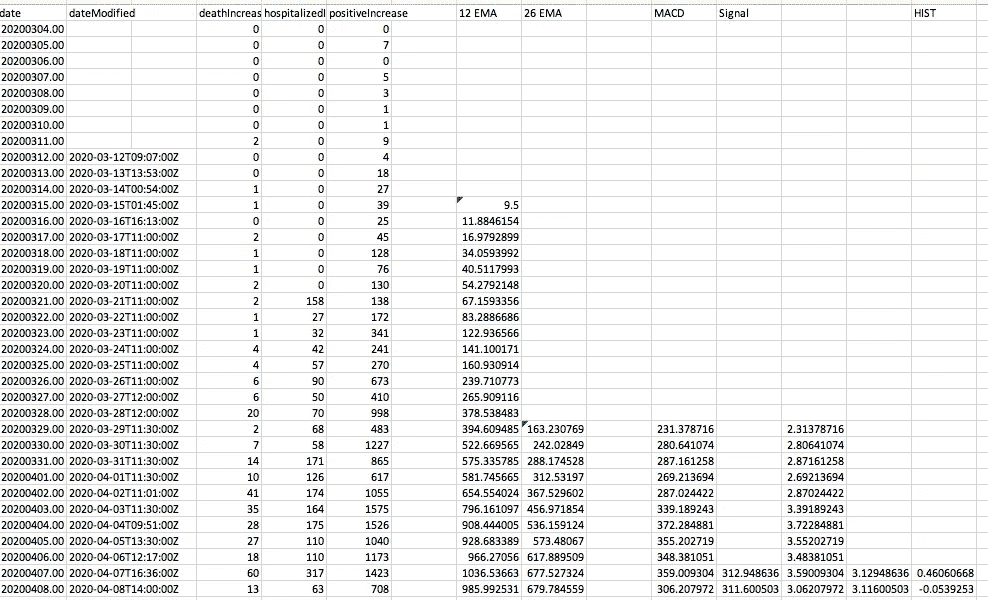 date dateModified deathIncreas hospitalizedI positiveIncrease 12 EMA 26 EMA MACD Signal HIST
20200304.00 0 0 0
20200305.00 0 0 7
20200306.00 0 0 0
20200307.00 0 0 5
20200308.00 0 0 3
20200309.00 0 0 1
20200310.00 0 0 1
20200311.00 2 0 9
20200312.00 2020-03-12T09:07:00Z 0 0 4
20200313.00 2020-03-13T13:53:00Z 0 0 18
20200314.00 2020-03-14T00:54:00Z 1 0 27
20200315.00 2020-03-15T01:45:00Z 1 0 39 9.5
20200316.00 2020-03-16T16:13:00Z 0 0 25 11.8846154
20200317.00 2020-03-17T11:00:00Z 2 0 45 16.9792899
20200318.00 2020-03-18T11:00:00Z 1 0 128 34.0593992
20200319.00 2020-03-19T11:00:00Z 1 0 76 40.5117993
20200320.00 2020-03-20T11:00:00Z 2 0 130 54.2792148
20200321.00 2020-03-21T11:00:00Z 2 158 138 67.1593356
20200322.00 2020-03-22T11:00:00Z 1 27 172 83.2886686
20200323.00 2020-03-23T11:00:00Z 1 32 341 122.936566
20200324.00 2020-03-24T11:00:00Z 4 42 241 141.100171
20200325.00 2020-03-25T11:00:00Z 4 57 270 160.930914
20200326.00 2020-03-26T11:00:00Z 6 90 673 239.710773
20200327.00 2020-03-27T12:00:00Z 6 50 410 265.909116
20200328.00 2020-03-28T12:00:00Z 20 70 998 378.538483
20200329.00 2020-03-29T11:30:00Z 2 68 483 394.609485 163.230769 231.378716 2.31378716
20200330.00 2020-03-30T11:30:00Z 7 58 1227 522.669565 242.02849 280.641074 2.80641074
20200331.00 2020-03-31T11:30:00Z 14 171 865 575.335785 288.174528 287.161258 2.87161258
20200401.00 2020-04-01T11:30:00Z 10 126 617 581.745665 312.53197 269.213694 2.69213694
20200402.00 2020-04-02T11:01:00Z 41 174 1055 654.554024 367.529602 287.024422 2.87024422
20200403.00 2020-04-03T11:30:00Z 35 164 1575 796.161097 456.971854 339.189243 3.39189243
20200404.00 2020-04-04T09:51:00Z 28 175 1526 908.444005 536.159124 372.284881 3.72284881
20200405.00 2020-04-05T13:30:00Z 27 110 1040 928.683389 573.48067 355.202719 3.55202719
20200406.00 2020-04-06T12:17:00Z 18 110 1173 966.27056 617.889509 348.381051 3.48381051
20200407.00 2020-04-07T16:36:00Z 60 317 1423 1036.53663 677.527324 359.009304 312.948636 3.59009304 3.12948636 0.46060668
20200408.00 2020-04-08T14:00:00Z 13 63 708 985.992531 679.784559 306.207972 311.600503 3.06207972 3.11600503 -0.0539253